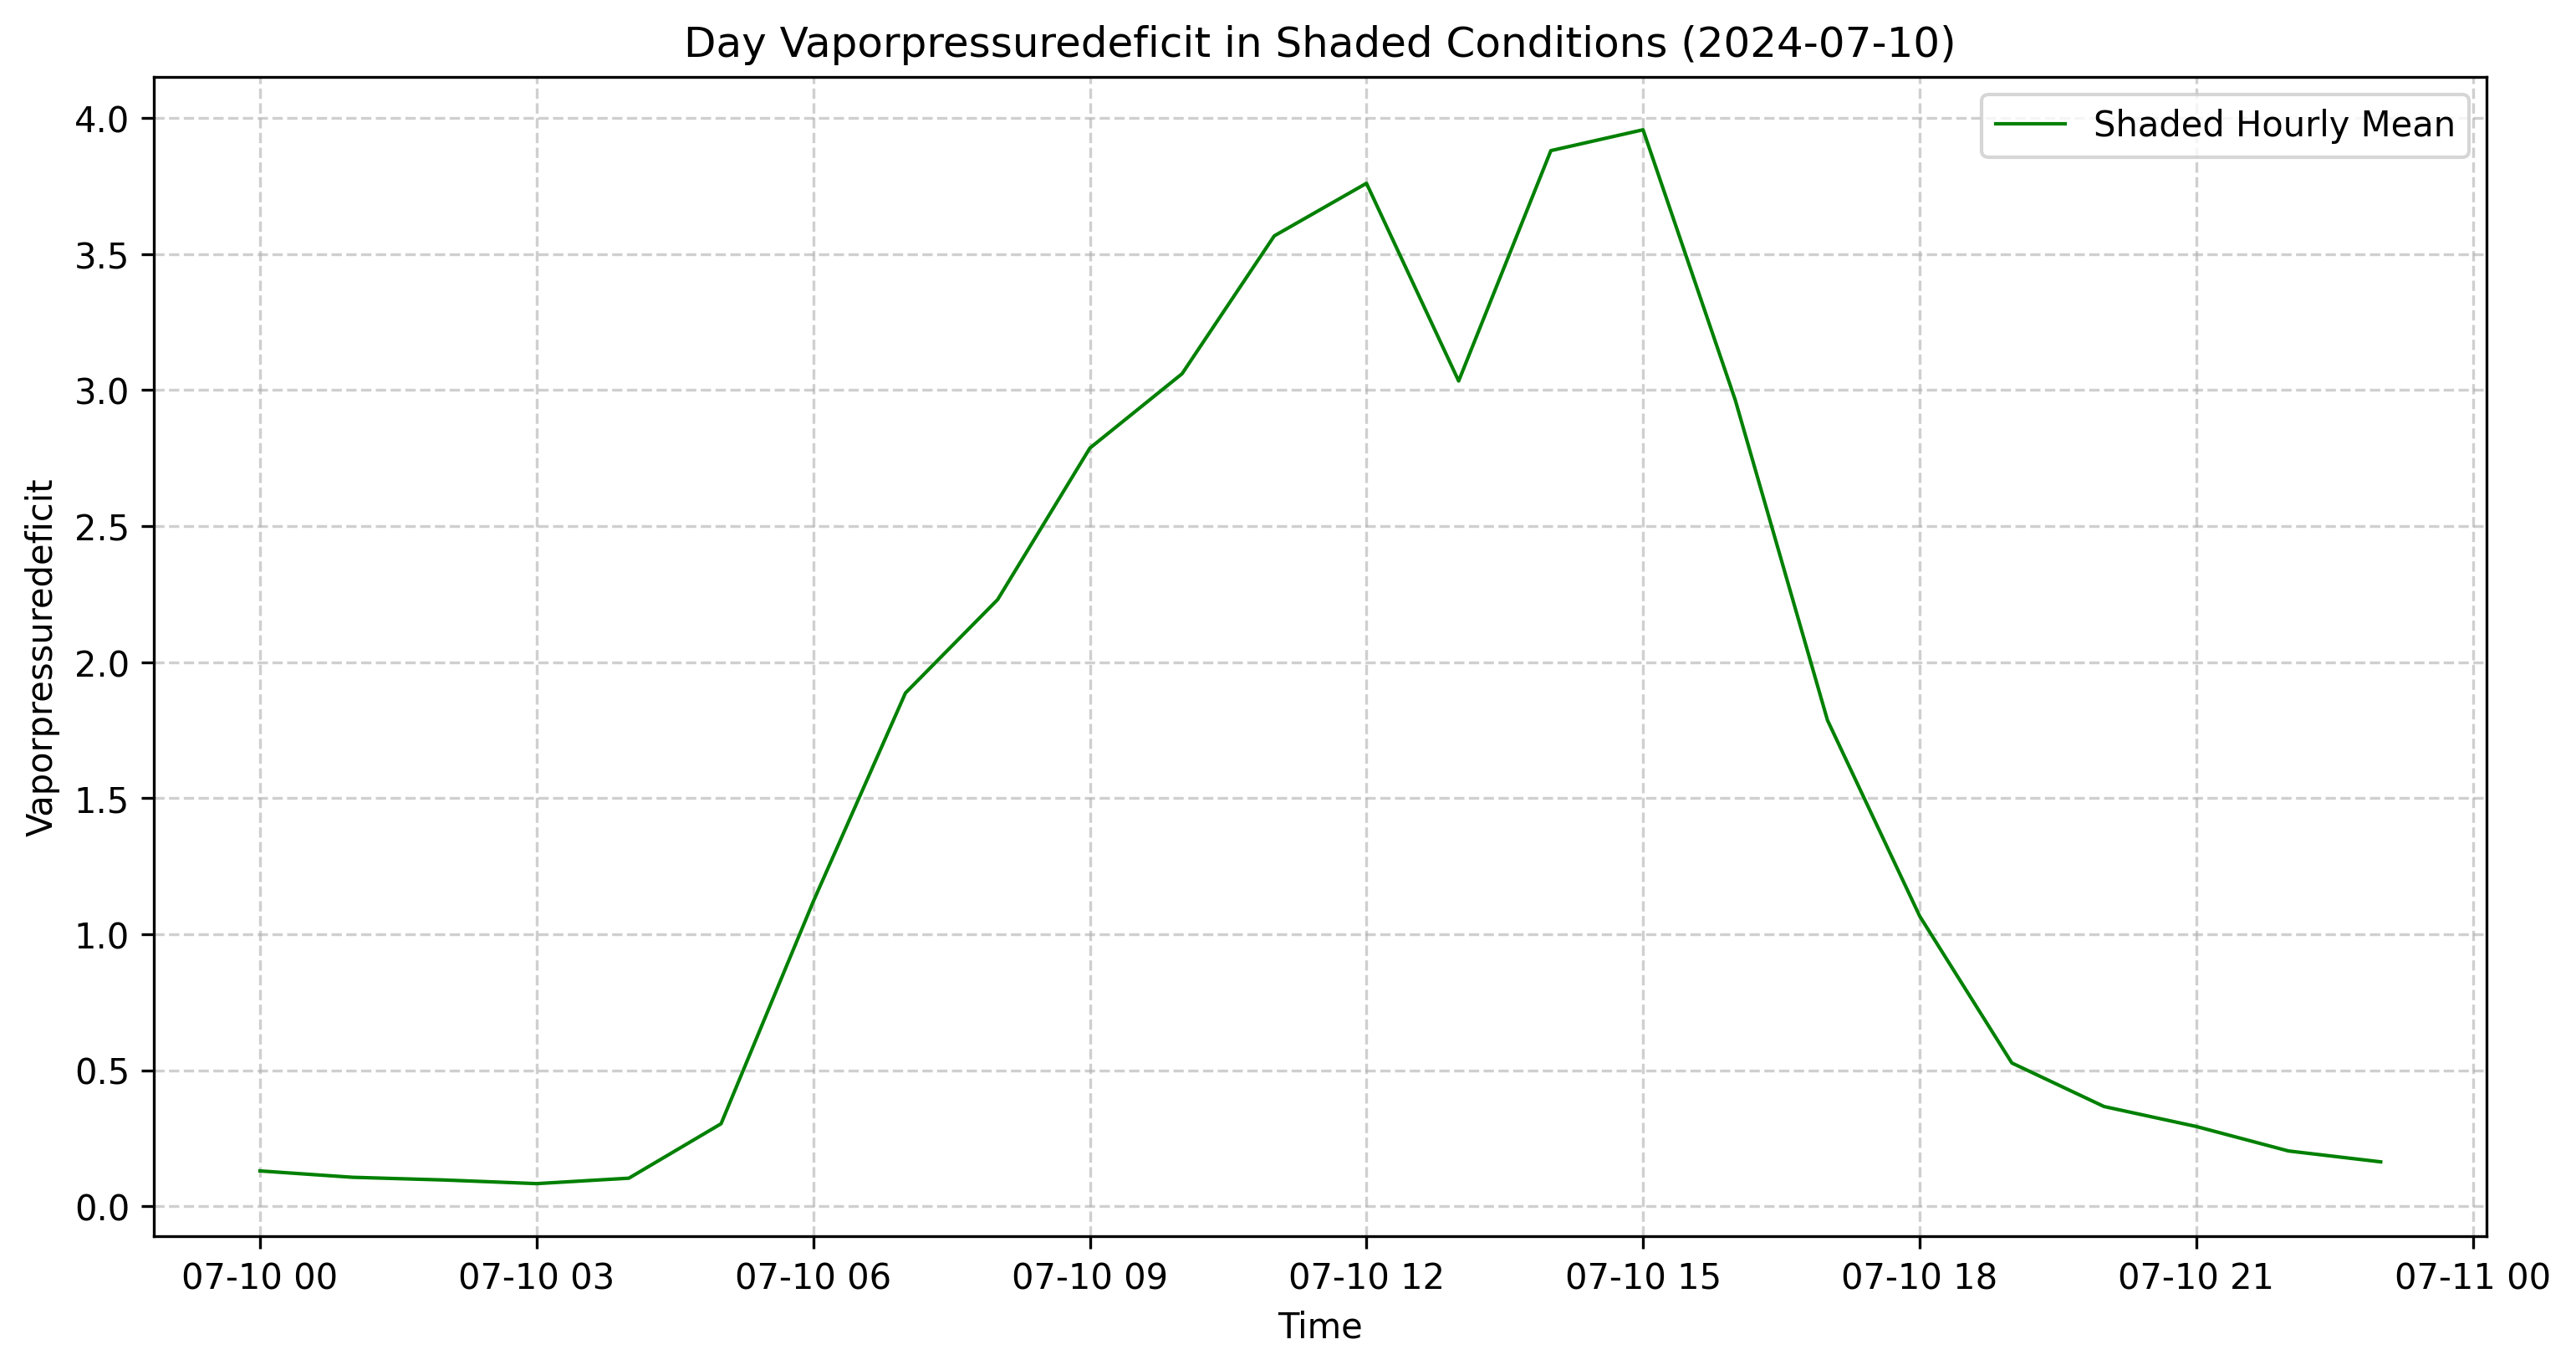 Day Vaporpressuredeficit in Shaded Conditions (2024-07-10)
Shaded Hourly Mean
Vaporpressuredeficit
4.0
3.5
3.0
2.5
2.0
1.5
1.0
0.5
0.0
07-10 00 07-10 03 07-10 06 07-10 09 07-10 12 07-10 15 07-10 18 07-10 21 07-11 00
Time